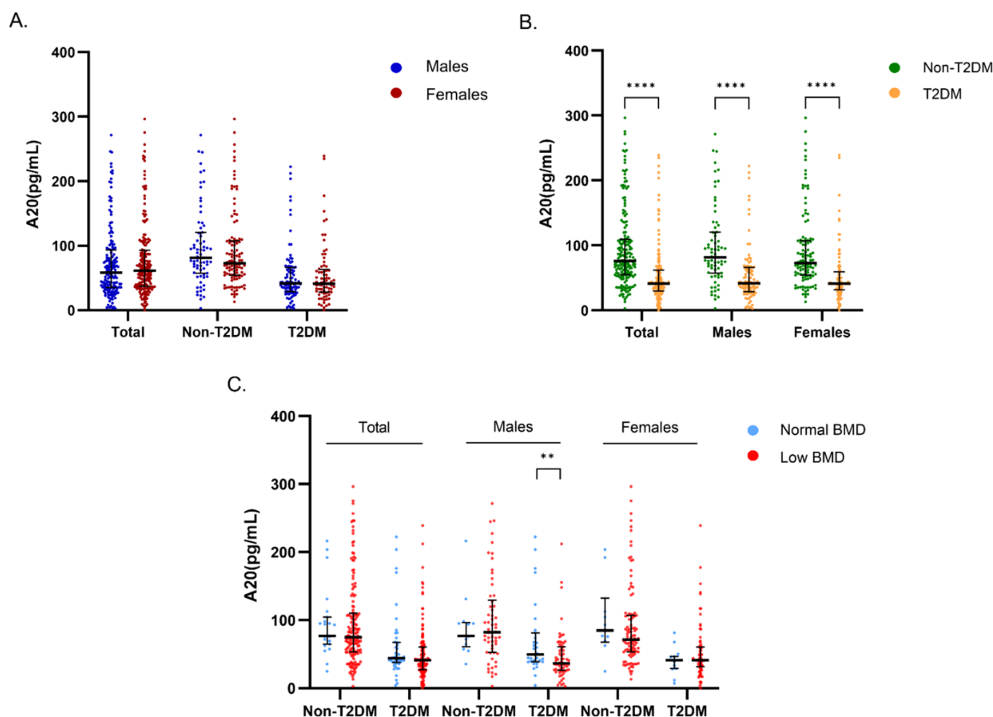 A.
400
300
200
100
0
A20(pg/mL)
Total Non-T2DM T2DM
Males
Females
B.
400
300
200
100
0
A20(pg/mL)
**** **** ****
Total Males Females
Non-T2DM
T2DM
C.
400
300
200
100
0
A20(pg/mL)
Total Males Females
**
Non-T2DM T2DM Non-T2DM T2DM Non-T2DM T2DM
Normal BMD
Low BMD